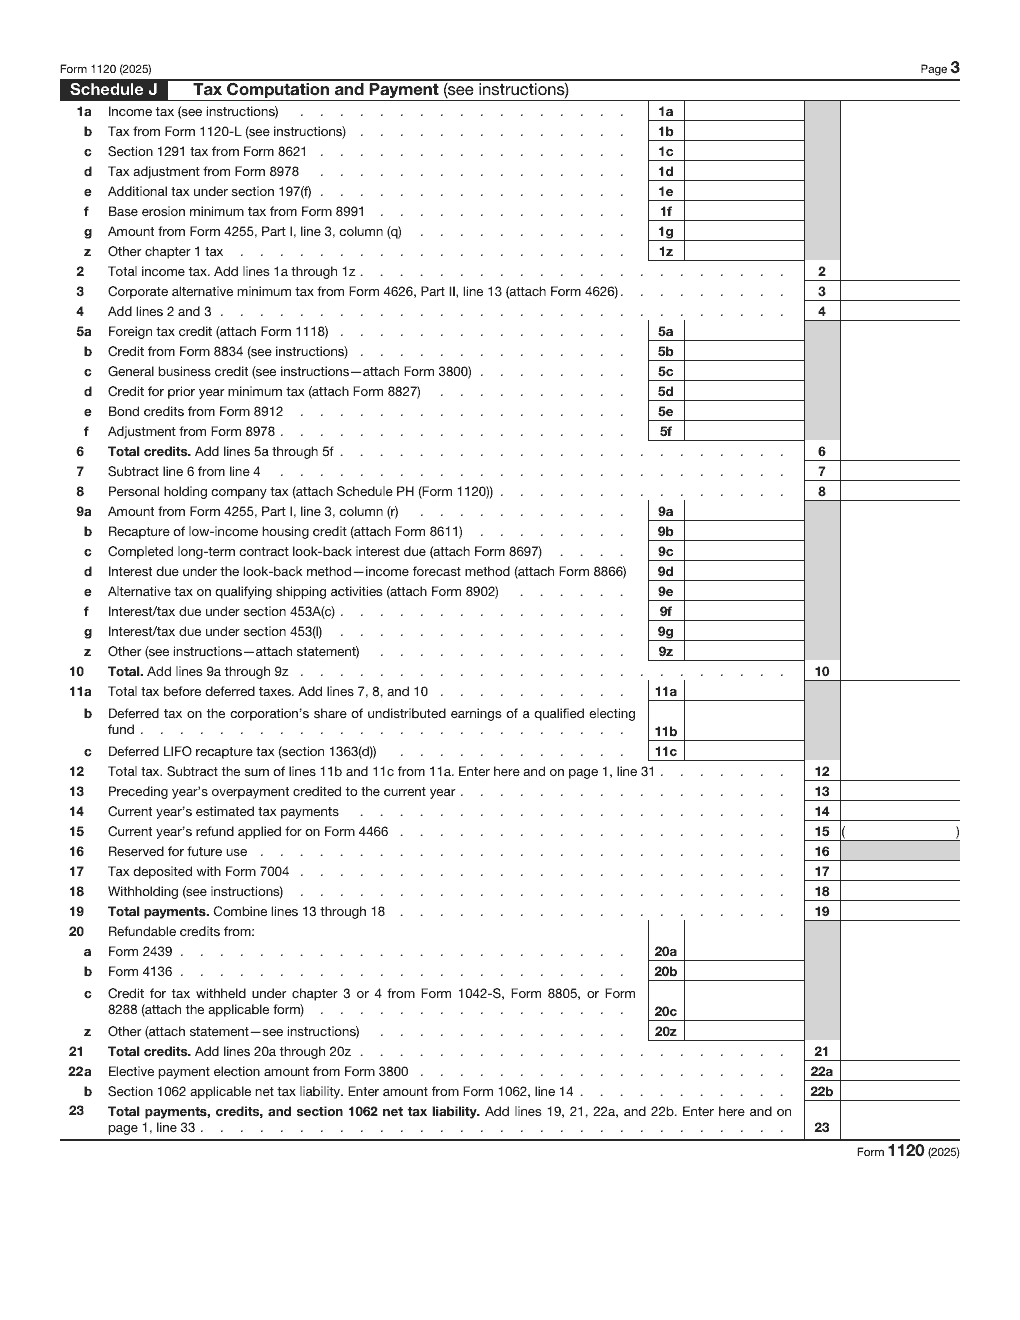 Form 1120 (2025) Page 3
Schedule J Tax Computation and Payment (see instructions)
1a Income tax (see instructions) 1a
b Tax from Form 1120-L (see instructions) 1b
c Section 1291 tax from Form 8621 1c
d Tax adjustment from Form 8978 1d
e Additional tax under section 197(f) 1e
f Base erosion minimum tax from Form 8991 1f
g Amount from Form 4255, Part I, line 3, column (q) 1g
z Other chapter 1 tax 1z
2 Total income tax. Add lines 1a through 1z 2
3 Corporate alternative minimum tax from Form 4626, Part II, line 13 (attach Form 4626) 3
4 Add lines 2 and 3 4
5a Foreign tax credit (attach Form 1118) 5a
b Credit from Form 8834 (see instructions) 5b
c General business credit (see instructions—attach Form 3800) 5c
d Credit for prior year minimum tax (attach Form 8827) 5d
e Bond credits from Form 8912 5e
f Adjustment from Form 8978 5f
6 Total credits. Add lines 5a through 5f 6
7 Subtract line 6 from line 4 7
8 Personal holding company tax (attach Schedule PH (Form 1120)) 8
9a Amount from Form 4255, Part I, line 3, column (r) 9a
b Recapture of low-income housing credit (attach Form 8611) 9b
c Completed long-term contract look-back interest due (attach Form 8697) 9c
d Interest due under the look-back method—income forecast method (attach Form 8866) 9d
e Alternative tax on qualifying shipping activities (attach Form 8902) 9e
f Interest/tax due under section 453A(c) 9f
g Interest/tax due under section 453(l) 9g
z Other (see instructions—attach statement) 9z
10 Total. Add lines 9a through 9z 10
11a Total tax before deferred taxes. Add lines 7, 8, and 10 11a
b Deferred tax on the corporation's share of undistributed earnings of a qualified electing
fund 11b
c Deferred LIFO recapture tax (section 1363(d)) 11c
12 Total tax. Subtract the sum of lines 11b and 11c from 11a. Enter here and on page 1, line 31 12
13 Preceding year's overpayment credited to the current year 13
14 Current year's estimated tax payments 14
15 Current year's refund applied for on Form 4466 15 ( )
16 Reserved for future use 16
17 Tax deposited with Form 7004 17
18 Withholding (see instructions) 18
19 Total payments. Combine lines 13 through 18 19
20 Refundable credits from:
a Form 2439 20a
b Form 4136 20b
c Credit for tax withheld under chapter 3 or 4 from Form 1042-S, Form 8805, or Form
8288 (attach the applicable form) 20c
z Other (attach statement—see instructions) 20z
21 Total credits. Add lines 20a through 20z 21
22a Elective payment election amount from Form 3800 22a
b Section 1062 applicable net tax liability. Enter amount from Form 1062, line 14 22b
23 Total payments, credits, and section 1062 net tax liability. Add lines 19, 21, 22a, and 22b. Enter here and on
page 1, line 33 23
Form 1120 (2025)